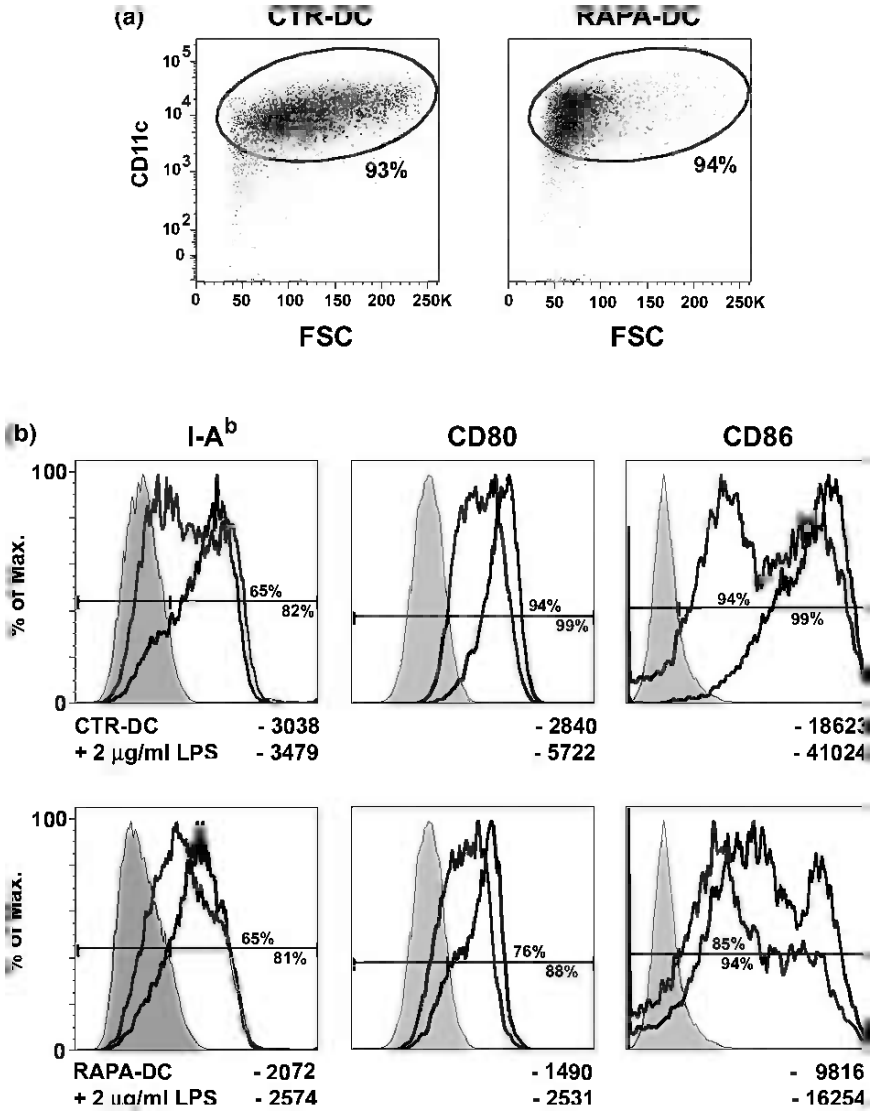 (a) CTR-DC RAPA-DC
10^5
10^4
10^3
10^2
0
CD11c
93%
94%
0 50 100 150 200 250K
0 50 100 150 200 250K
FSC FSC
b) I-A^b CD80 CD86
100
% of Max.
0
65%
82%
94%
99%
94%
99%
CTR-DC - 3038 - 2840 - 18623
+ 2 µg/ml LPS - 3479 - 5722 - 41024
100
% of Max.
0
65%
81%
76%
88%
85%
94%
RAPA-DC - 2072 - 1490 - 9816
+ 2 µg/ml LPS - 2574 - 2531 - 16254